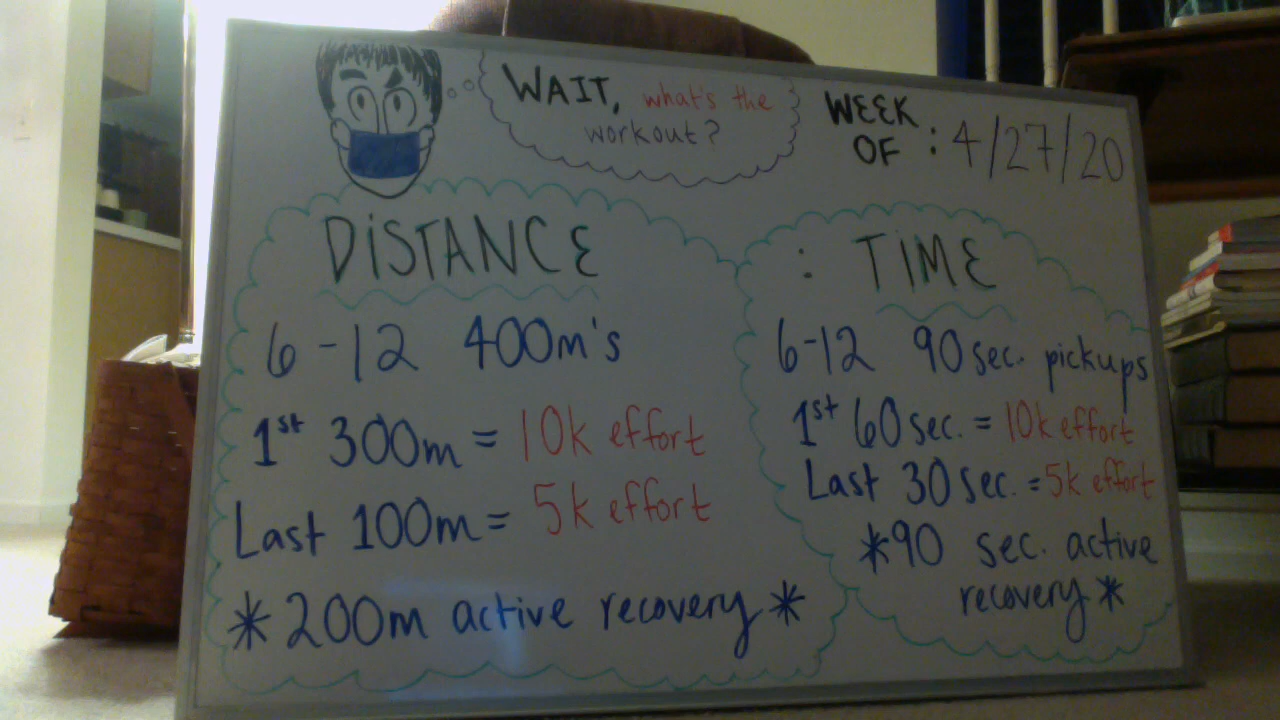 WAIT, what's the
workout?
WEEK
OF : 4/27/20
DISTANCE
6-12 400m's
1st 300m = 10k effort
Last 100m = 5k effort
*200m active recovery*
: TIME
6-12 90 sec. pickups
1st 60 sec. = 10k effort
Last 30 sec. = 5k effort
*90 sec. active
recovery*